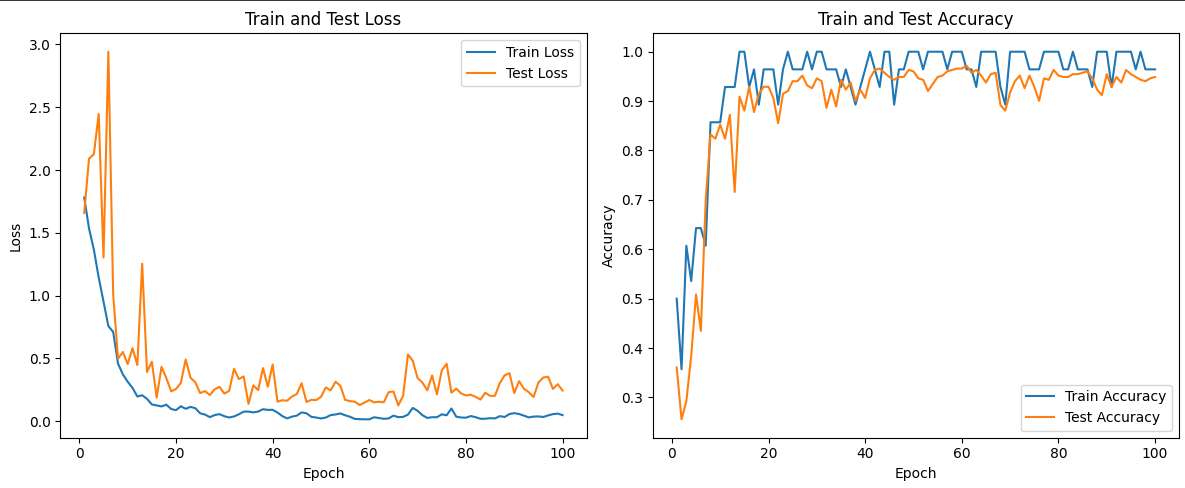 Train and Test Loss
3.0
2.5
2.0
1.5
1.0
0.5
0.0
Loss
Train Loss
Test Loss
0
20
40
60
80
100
Epoch
Train and Test Accuracy
1.0
0.9
0.8
0.7
0.6
0.5
0.4
0.3
Accuracy
Train Accuracy
Test Accuracy
0
20
40
60
80
100
Epoch